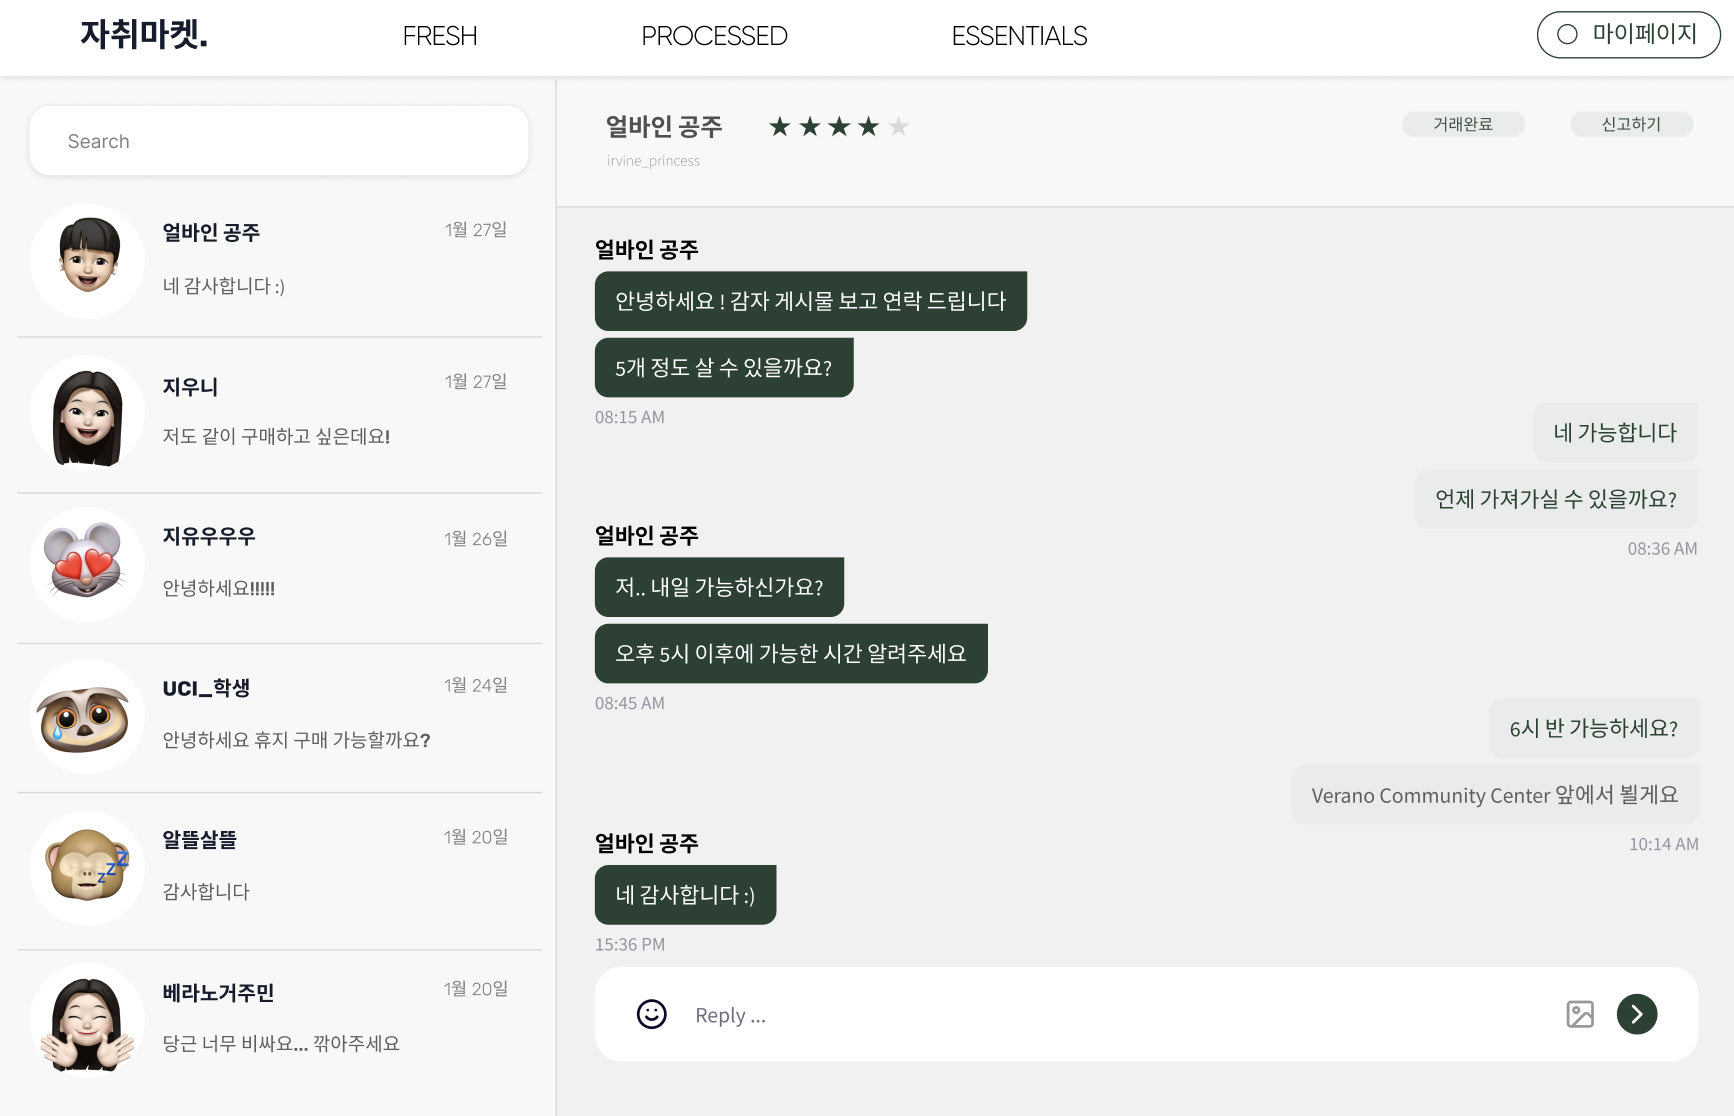 자취마켓.
FRESH
PROCESSED
ESSENTIALS
마이페이지
Search
얼바인 공주
1월 27일
네 감사합니다 :)
지우니
1월 27일
저도 같이 구매하고 싶은데요!
지유우우우
1월 26일
안녕하세요!!!!!
UCI_학생
1월 24일
안녕하세요 휴지 구매 가능할까요?
알뜰살뜰
1월 20일
감사합니다
베라노거주민
1월 20일
당근 너무 비싸요... 깎아주세요
얼바인 공주
irvine_princess
거래완료
신고하기
얼바인 공주
안녕하세요 ! 감자 게시물 보고 연락 드립니다
5개 정도 살 수 있을까요?
08:15 AM
네 가능합니다
언제 가져가실 수 있을까요?
08:36 AM
얼바인 공주
저.. 내일 가능하신가요?
오후 5시 이후에 가능한 시간 알려주세요
08:45 AM
6시 반 가능하세요?
Verano Community Center 앞에서 뵐게요
10:14 AM
얼바인 공주
네 감사합니다 :)
15:36 PM
Reply ...